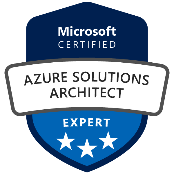 Microsoft
CERTIFIED
AZURE SOLUTIONS
ARCHITECT
EXPERT